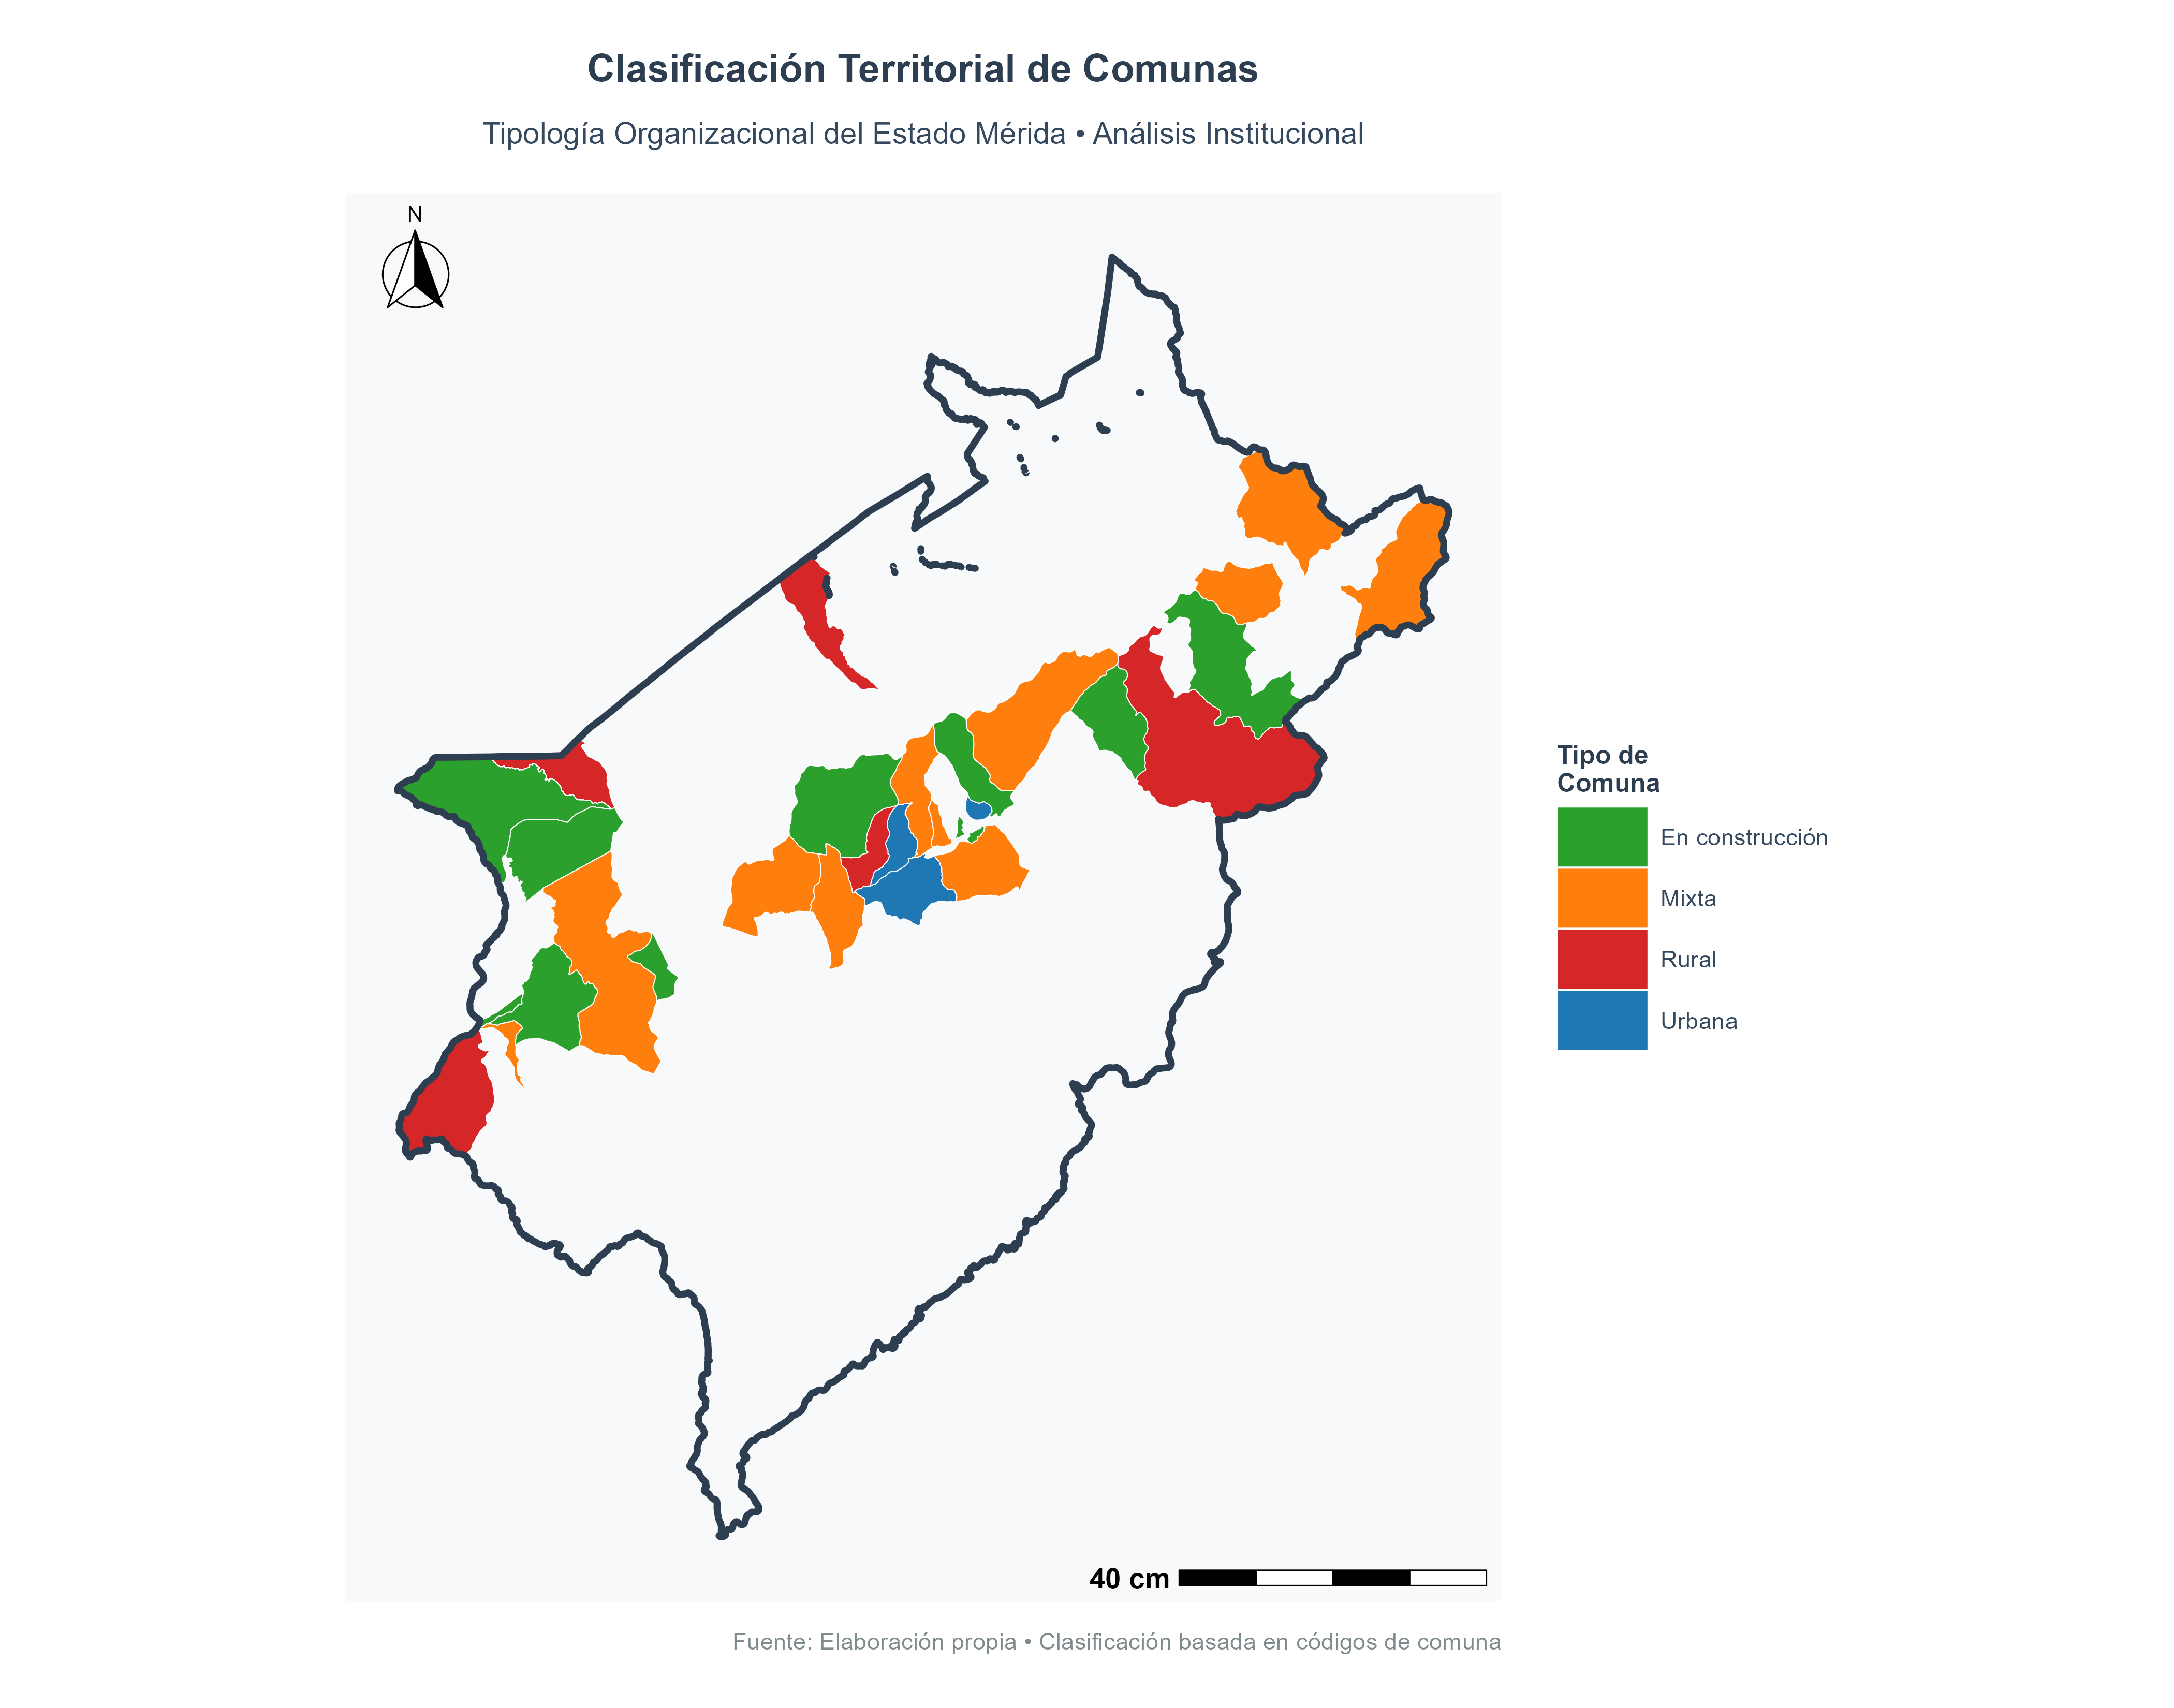 Clasificación Territorial de Comunas
Tipología Organizacional del Estado Mérida • Análisis Institucional
N
Tipo de
Comuna
En construcción
Mixta
Rural
Urbana
40 cm
Fuente: Elaboración propia • Clasificación basada en códigos de comuna